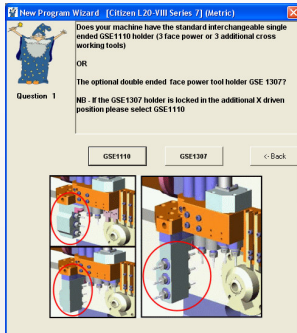 New Program Wizard [Citizen L20-VIII Series 7] (Metric)
Does your machine have the standard interchangeable single
ended GSE1110 holder (3 face power or 3 additional cross
working tools)
OR
The optional double ended face power tool holder GSE 1307?
Question 1
NB - If the GSE1307 holder is locked in the additional X driven
position please select GSE1110
GSE1110
GSE1307
<- Back